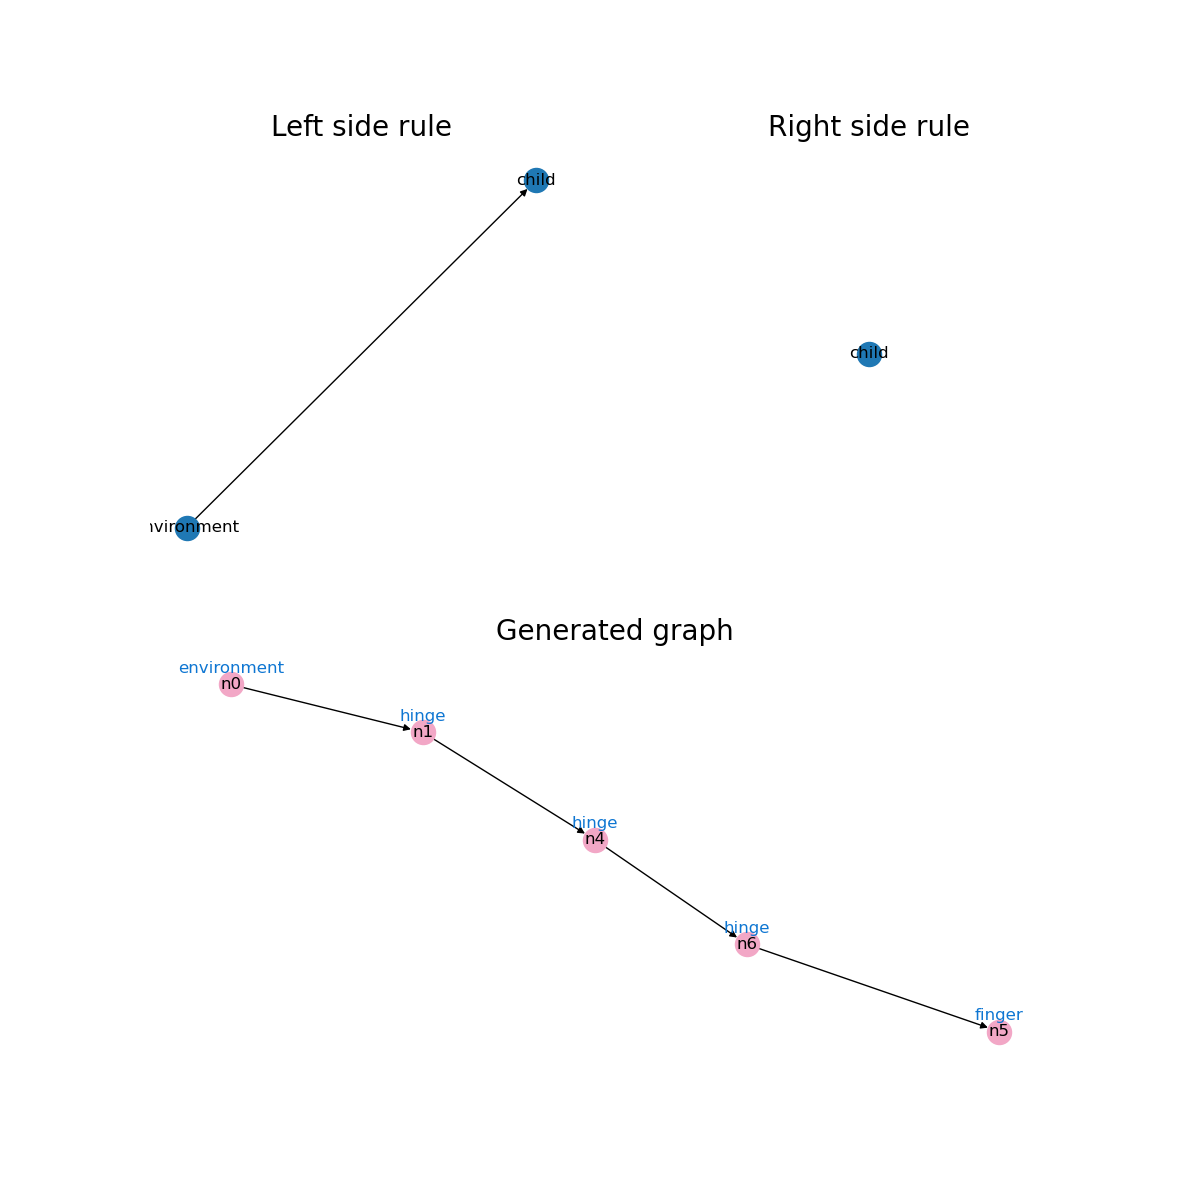 Left side rule
Right side rule
child
child
nvironment
Generated graph
environment
n0
hinge
n1
hinge
n4
hinge
n6
finger
n5